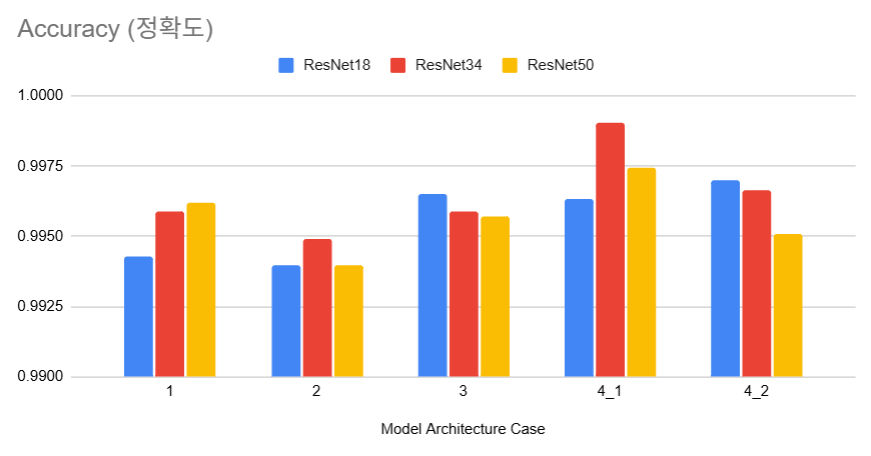 Accuracy (정확도)
ResNet18 ResNet34 ResNet50
1.0000
0.9975
0.9950
0.9925
0.9900
1 2 3 4_1 4_2
Model Architecture Case